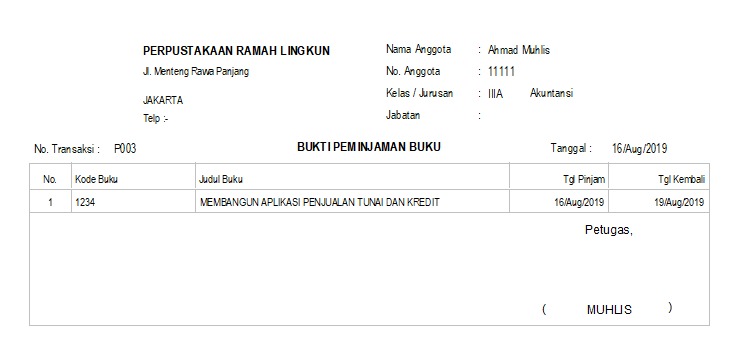 PERPUSTAKAAN RAMAH LINGKUN
Jl. Menteng Rawa Panjang
JAKARTA
Telp :-
Nama Anggota : Ahmad Muhlis
No. Anggota : 11111
Kelas / Jurusan : IIIA Akuntansi
Jabatan :
No. Transaksi : P003 BUKTI PEMINJAMAN BUKU Tanggal : 16/Aug/2019
No. Kode Buku Judul Buku Tgl Pinjam Tgl Kembali
1 1234 MEMBANGUN APLIKASI PENJUALAN TUNAI DAN KREDIT 16/Aug/2019 19/Aug/2019
Petugas,
( MUHLIS )